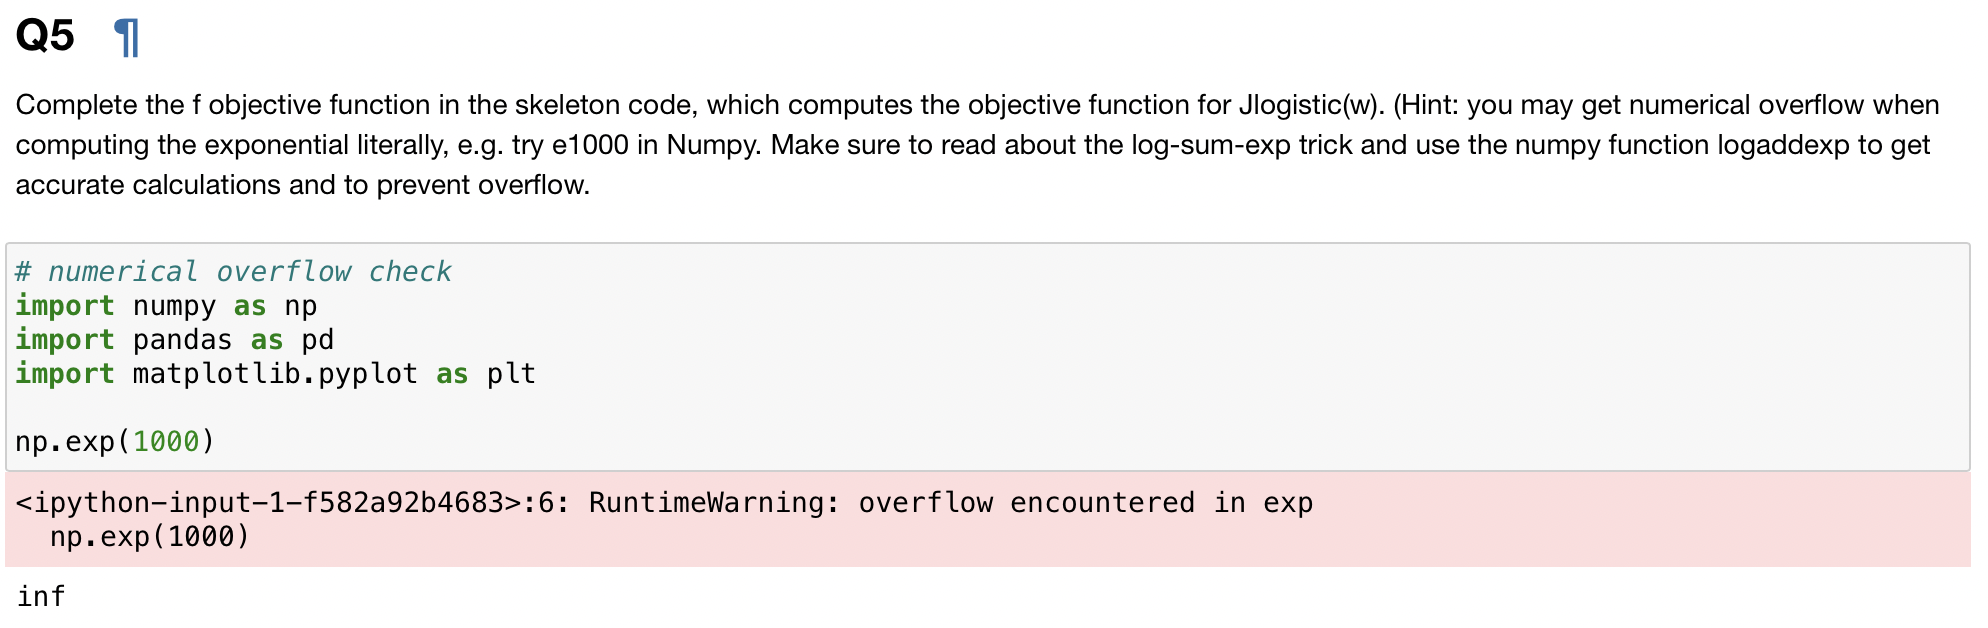 Q5 ¶
Complete the f objective function in the skeleton code, which computes the objective function for Jlogistic(w). (Hint: you may get numerical overflow when
computing the exponential literally, e.g. try e1000 in Numpy. Make sure to read about the log-sum-exp trick and use the numpy function logaddexp to get
accurate calculations and to prevent overflow.
# numerical overflow check
import numpy as np
import pandas as pd
import matplotlib.pyplot as plt
np.exp(1000)
<ipython-input-1-f582a92b4683>:6: RuntimeWarning: overflow encountered in exp
  np.exp(1000)
inf